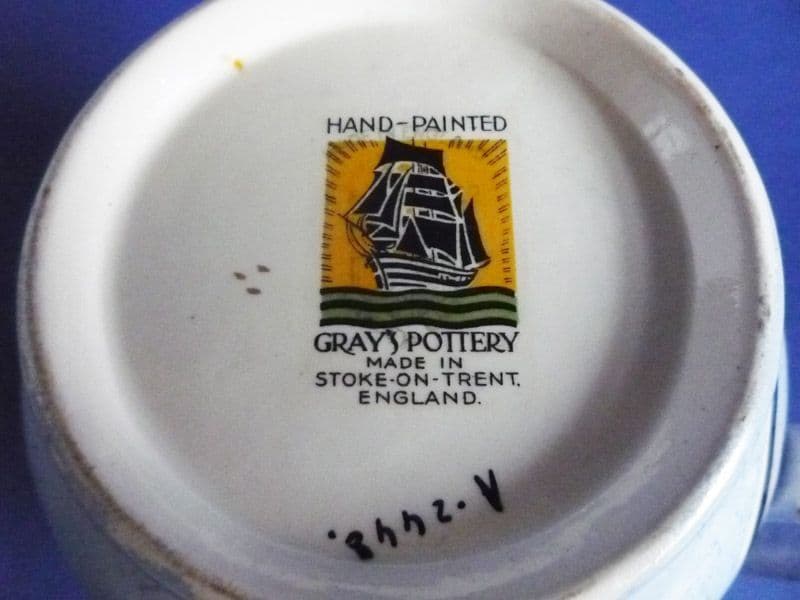 HAND-PAINTED
GRAY'S POTTERY
MADE IN
STOKE-ON-TRENT.
ENGLAND.
A.2448.